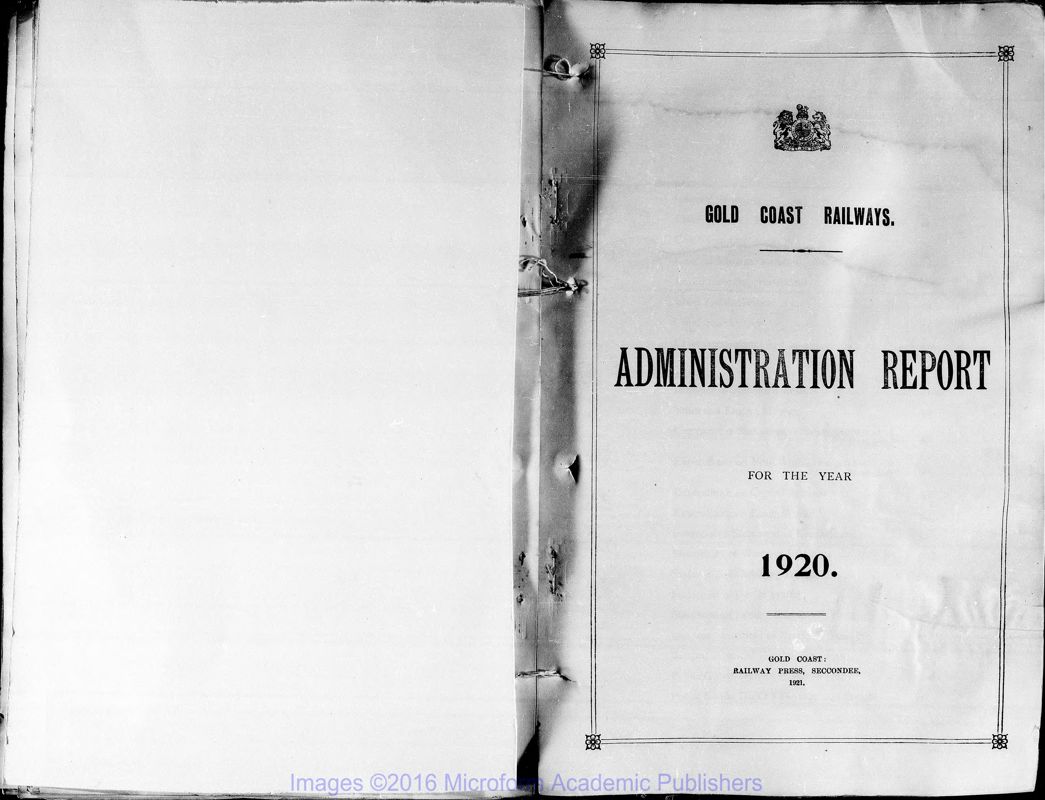 GOLD COAST RAILWAYS.
ADMINISTRATION REPORT
FOR THE YEAR
1920.
GOLD COAST:
RAILWAY PRESS, SECCONDEE,
1921.
Images ©2016 Microform Academic Publishers